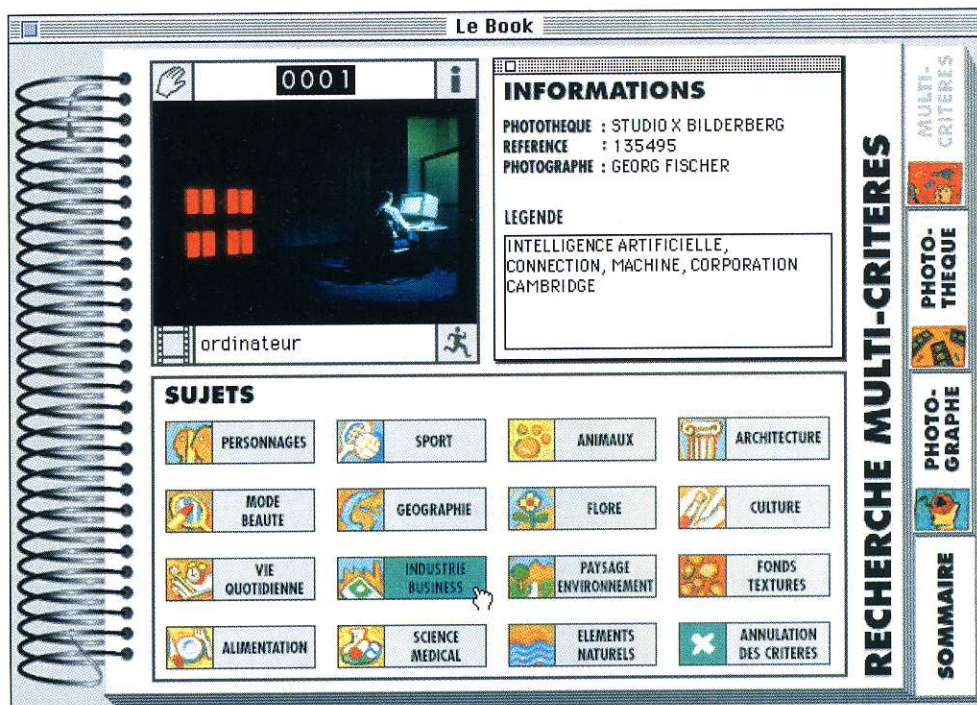 Le Book
0001
ordinateur
INFORMATIONS
PHOTOTHEQUE : STUDIO X BILDERBERG
REFERENCE : 135495
PHOTOGRAPHE : GEORG FISCHER
LEGENDE
INTELLIGENCE ARTIFICIELLE,
CONNECTION, MACHINE, CORPORATION
CAMBRIDGE
SUJETS
PERSONNAGES
SPORT
ANIMAUX
ARCHITECTURE
MODE
BEAUTE
GEOGRAPHIE
FLORE
CULTURE
VIE
QUOTIDIENNE
INDUSTRIE
BUSINESS
PAYSAGE
ENVIRONNEMENT
FONDS
TEXTURES
ALIMENTATION
SCIENCE
MEDICAL
ELEMENTS
NATURELS
ANNULATION
DES CRITERES
RECHERCHE MULTI-CRITERES
MULTI-
CRITERES
PHOTO-
THEQUE
PHOTO-
GRAPHE
SOMMAIRE